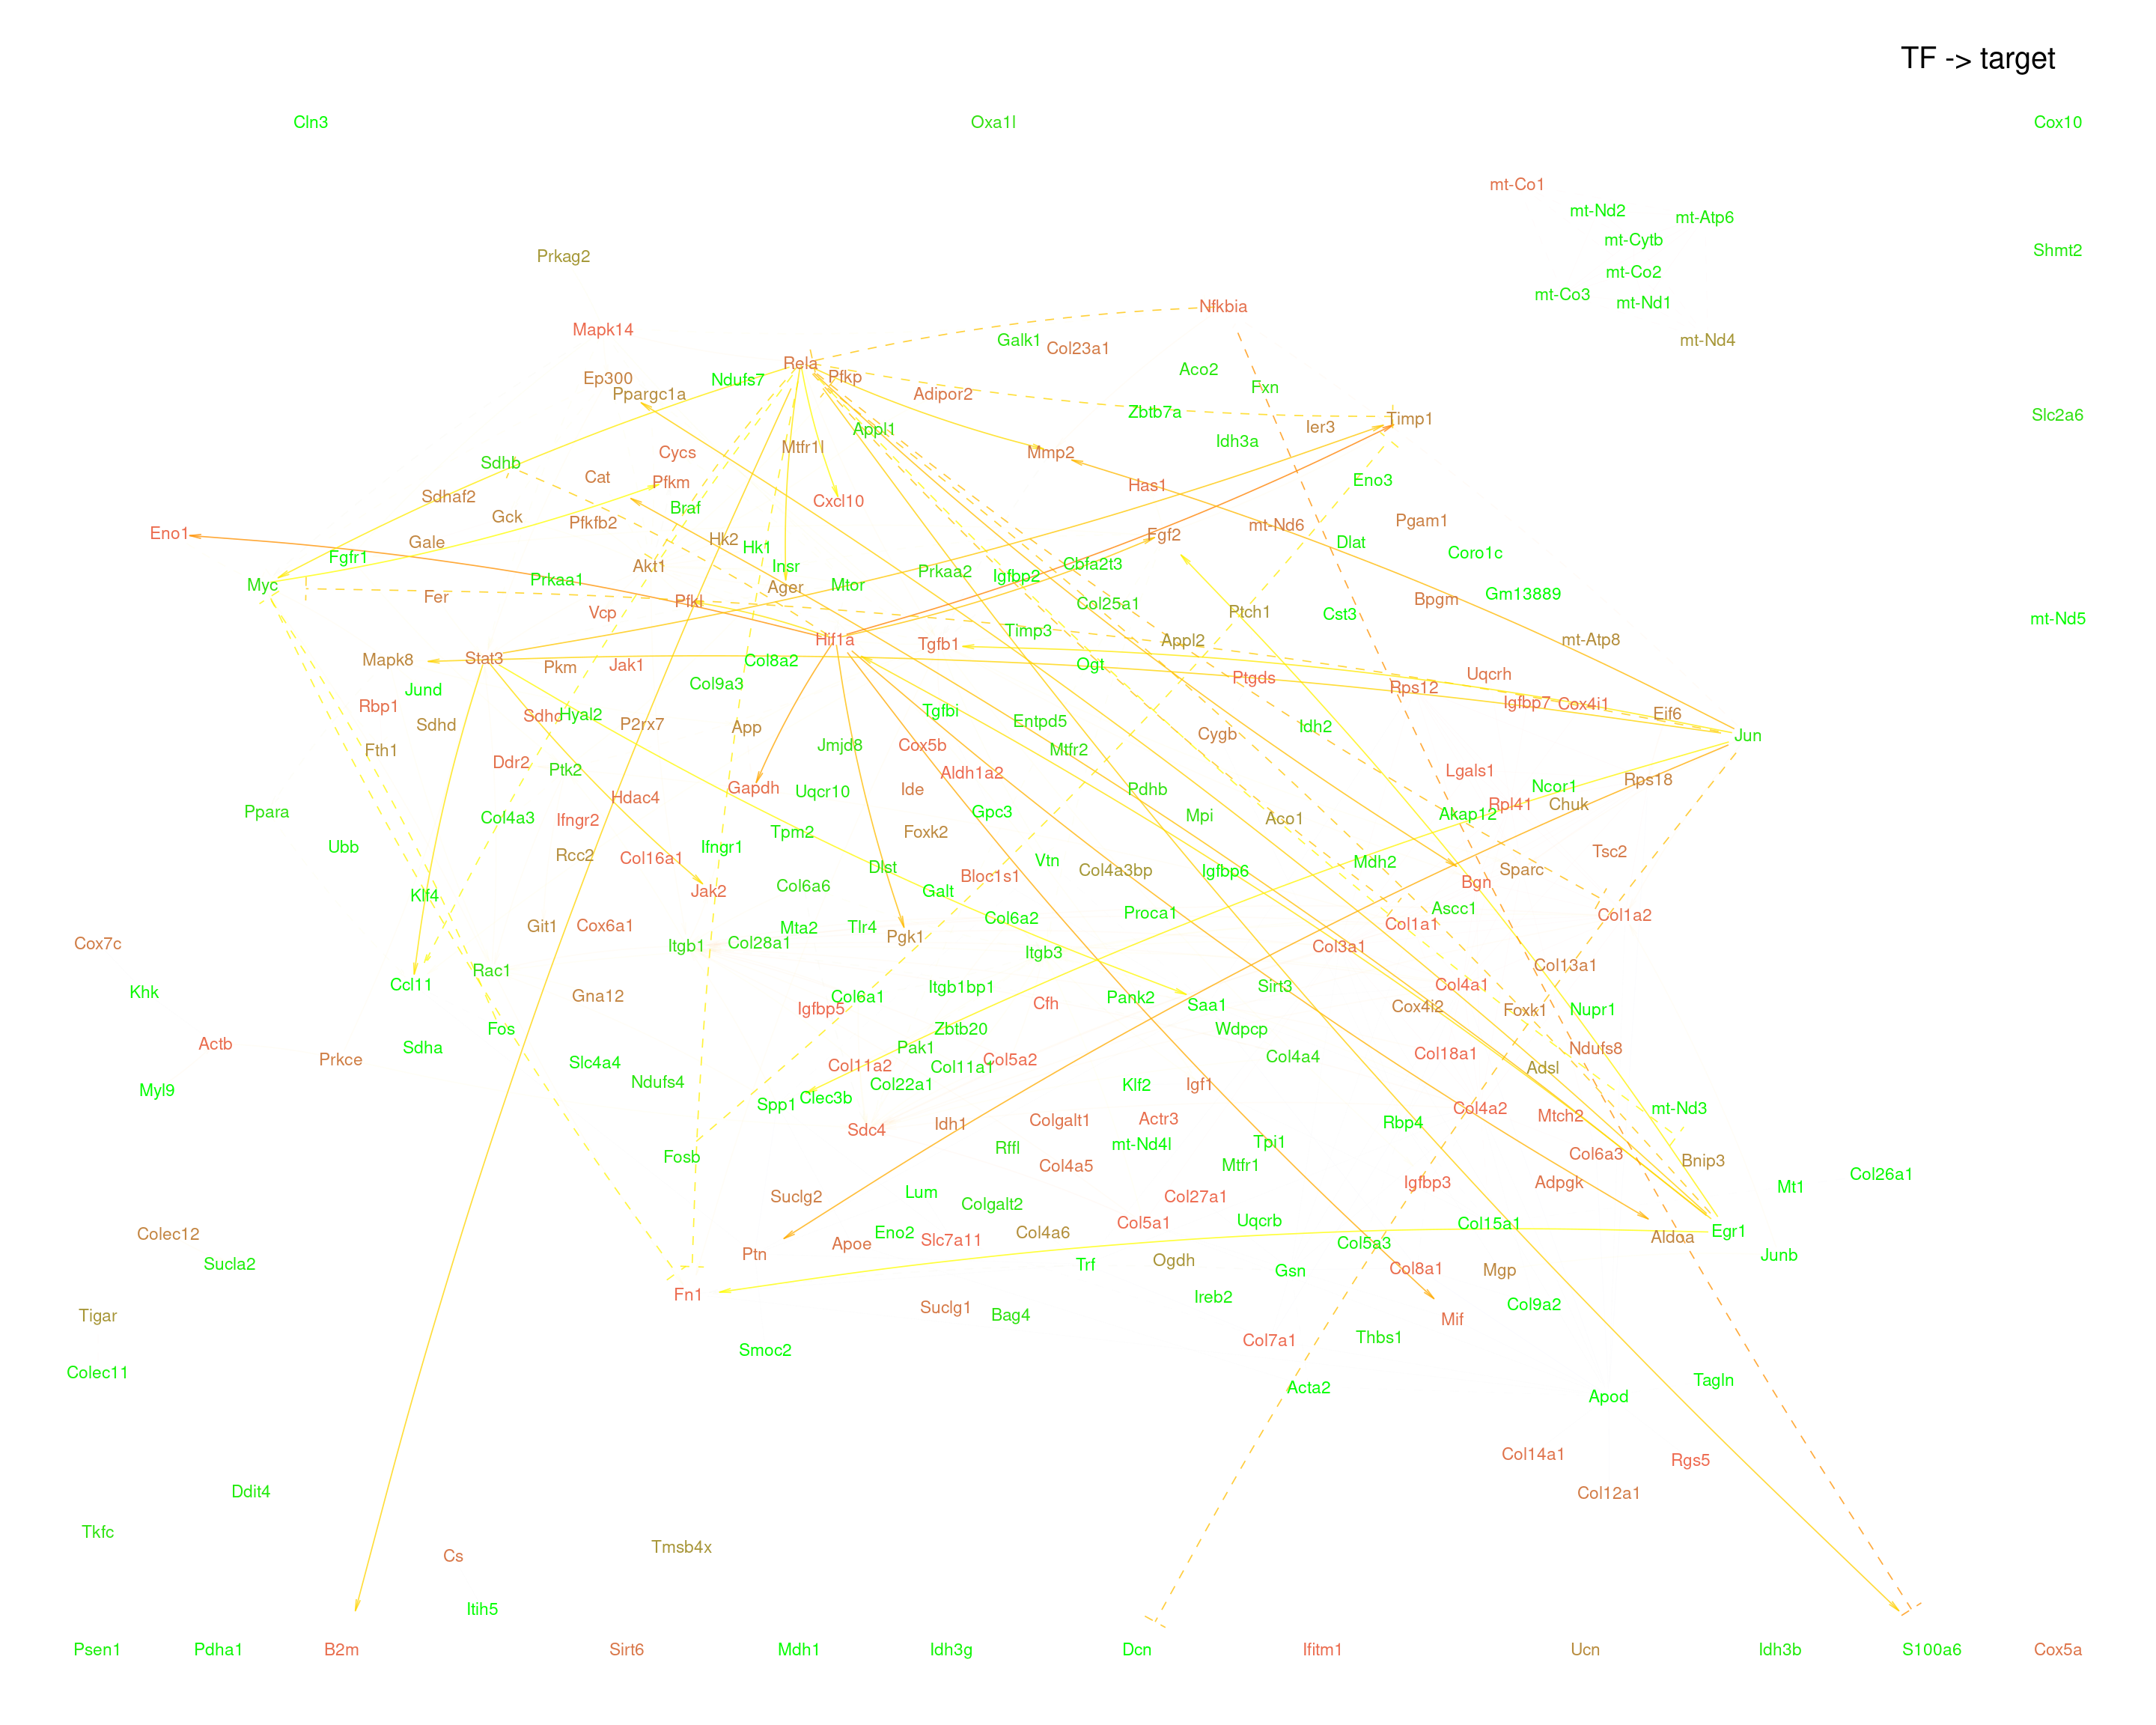 TF -> target
Cln3
Oxa1l
Cox10
mt-Co1
mt-Nd2
mt-Atp6
mt-Cytb
Shmt2
Prkag2
mt-Co2
mt-Co3
mt-Nd1
Nfkbia
Mapk14
Galk1
mt-Nd4
Col23a1
Rela
Aco2
Pfkp
Ep300
Ndufs7
Fxn
Ppargc1a
Adipor2
Zbtb7a
Slc2a6
Timp1
Ier3
Appl1
Idh3a
Mtfr1l
Cycs
Mmp2
Sdhb
Cat
Eno3
Pfkm
Has1
Sdhaf2
Cxcl10
Braf
Gck
Pgam1
Pfkfb2
mt-Nd6
Eno1
Fgf2
Hk2
Gale
Dlat
Hk1
Coro1c
Fgfr1
Cbfa2t3
Akt1
Insr
Prkaa2
Igfbp2
Prkaa1
Myc
Mtor
Ager
Gm13889
Fer
Bpgm
Pfkl
Col25a1
Vcp
Ptch1
Cst3
mt-Nd5
Timp3
Hif1a
Appl2
mt-Atp8
Tgfb1
Stat3
Mapk8
Col8a2
Jak1
Ogt
Pkm
Uqcrh
Ptgds
Col9a3
Rps12
Jund
Igfbp7
Cox4i1
Rbp1
Tgfbi
Sdhc
Hyal2
Eif6
Entpd5
P2rx7
Sdhd
App
Idh2
Cygb
Jun
Jmjd8
Cox5b
Fth1
Mtfr2
Ddr2
Ptk2
Aldh1a2
Lgals1
Rps18
Ncor1
Gapdh
Uqcr10
Ide
Pdhb
Hdac4
Rpl41
Chuk
Ppara
Gpc3
Akap12
Mpi
Col4a3
Ifngr2
Aco1
Tpm2
Foxk2
Ubb
Ifngr1
Tsc2
Rcc2
Col16a1
Vtn
Mdh2
Dlst
Col4a3bp
Igfbp6
Sparc
Bloc1s1
Bgn
Jak2
Col6a6
Galt
Klf4
Ascc1
Proca1
Col1a2
Col6a2
Git1
Cox6a1
Mta2
Tlr4
Col1a1
Pgk1
Cox7c
Col28a1
Itgb1
Col3a1
Itgb3
Col13a1
Rac1
Ccl11
Itgb1bp1
Sirt3
Col4a1
Khk
Gna12
Col6a1
Pank2
Cfh
Saa1
Cox4i2
Igfbp5
Foxk1
Nupr1
Fos
Zbtb20
Wdpcp
Actb
Sdha
Pak1
Ndufs8
Col18a1
Col4a4
Prkce
Slc4a4
Col5a2
Col11a2
Col11a1
Adsl
Ndufs4
Col22a1
Klf2
Igf1
Myl9
Clec3b
Spp1
mt-Nd3
Col4a2
Mtch2
Actr3
Colgalt1
Rbp4
Idh1
Sdc4
Tpi1
mt-Nd4l
Rffl
Col6a3
Fosb
Bnip3
Mtfr1
Col4a5
Col26a1
Adpgk
Igfbp3
Mt1
Lum
Suclg2
Col27a1
Colgalt2
Uqcrb
Col5a1
Col15a1
Egr1
Eno2
Col4a6
Colec12
Aldoa
Slc7a11
Apoe
Col5a3
Ptn
Junb
Ogdh
Sucla2
Trf
Col8a1
Gsn
Mgp
Fn1
Ireb2
Col9a2
Suclg1
Bag4
Tigar
Mif
Thbs1
Col7a1
Smoc2
Colec11
Tagln
Acta2
Apod
Col14a1
Rgs5
Ddit4
Col12a1
Tkfc
Tmsb4x
Cs
Itih5
Psen1
Pdha1
B2m
Sirt6
Mdh1
Idh3g
Dcn
Ifitm1
Ucn
Idh3b
S100a6
Cox5a